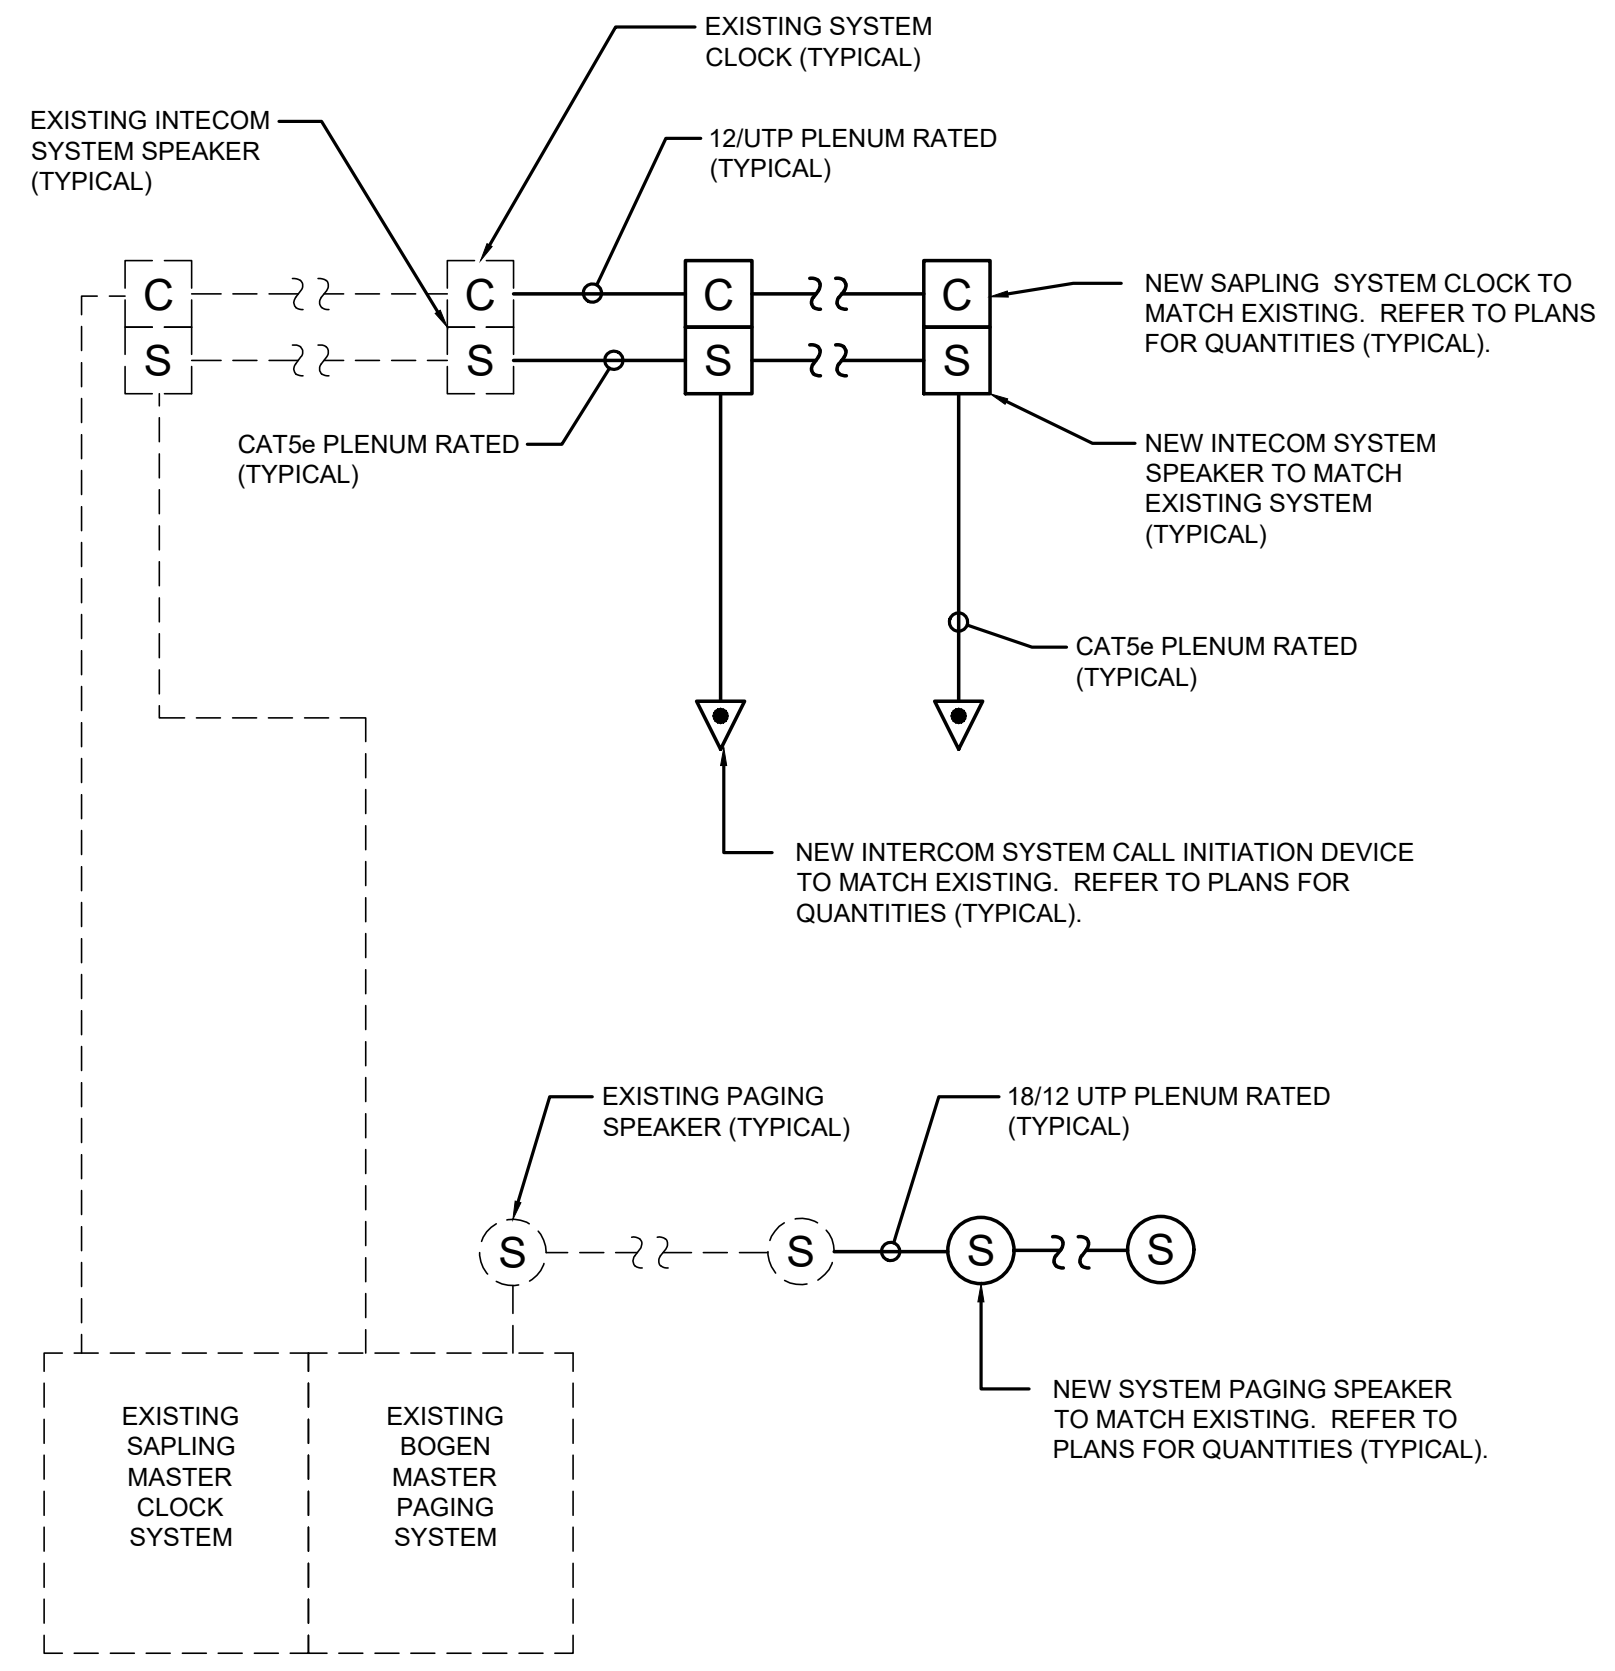 EXISTING SYSTEM
CLOCK (TYPICAL)
EXISTING INTECOM
SYSTEM SPEAKER
(TYPICAL)
12/UTP PLENUM RATED
(TYPICAL)
C
C
C
C
NEW SAPLING  SYSTEM CLOCK TO
MATCH EXISTING.  REFER TO PLANS
FOR QUANTITIES (TYPICAL).
S
S
S
S
CAT5e PLENUM RATED
(TYPICAL)
NEW INTECOM SYSTEM
SPEAKER TO MATCH
EXISTING SYSTEM
(TYPICAL)
CAT5e PLENUM RATED
(TYPICAL)
NEW INTERCOM SYSTEM CALL INITIATION DEVICE
TO MATCH EXISTING.  REFER TO PLANS FOR
QUANTITIES (TYPICAL).
EXISTING PAGING
SPEAKER (TYPICAL)
18/12 UTP PLENUM RATED
(TYPICAL)
S
S
S
S
NEW SYSTEM PAGING SPEAKER
TO MATCH EXISTING.  REFER TO
PLANS FOR QUANTITIES (TYPICAL).
EXISTING
SAPLING
MASTER
CLOCK
SYSTEM
EXISTING
BOGEN
MASTER
PAGING
SYSTEM